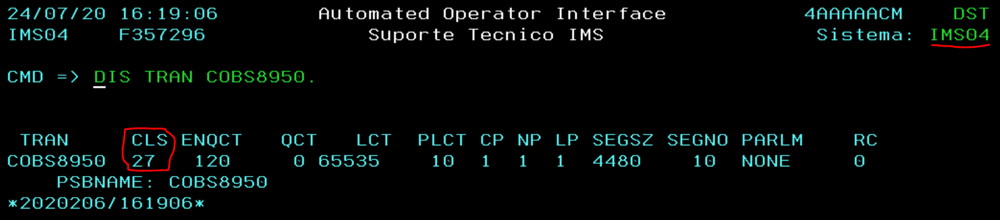 24/07/20 16:19:06 Automated Operator Interface 4AAAAACM DST
IMS04 F357296 Suporte Tecnico IMS Sistema: IMS04
CMD => DIS TRAN COBS8950.
TRAN CLS ENQCT QCT LCT PLCT CP NP LP SEGSZ SEGNO PARLM RC
COBS8950 27 120 0 65535 10 1 1 1 4480 10 NONE 0
PSBNAME: COBS8950
*2020206/161906*